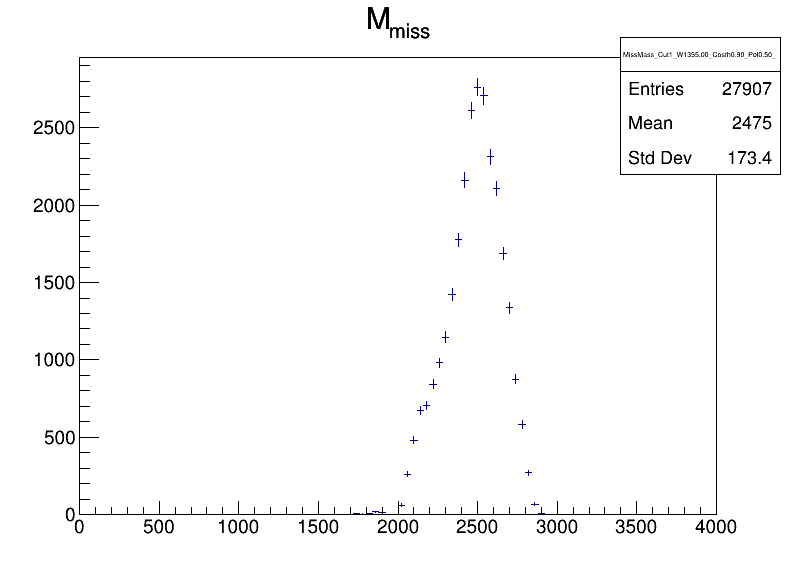 M_miss
MissMass_Cut1_W1355.00_Costh0.90_Pol0.50_
Entries 27907
Mean 2475
Std Dev 173.4
2500
2000
1500
1000
500
0
0 500 1000 1500 2000 2500 3000 3500 4000